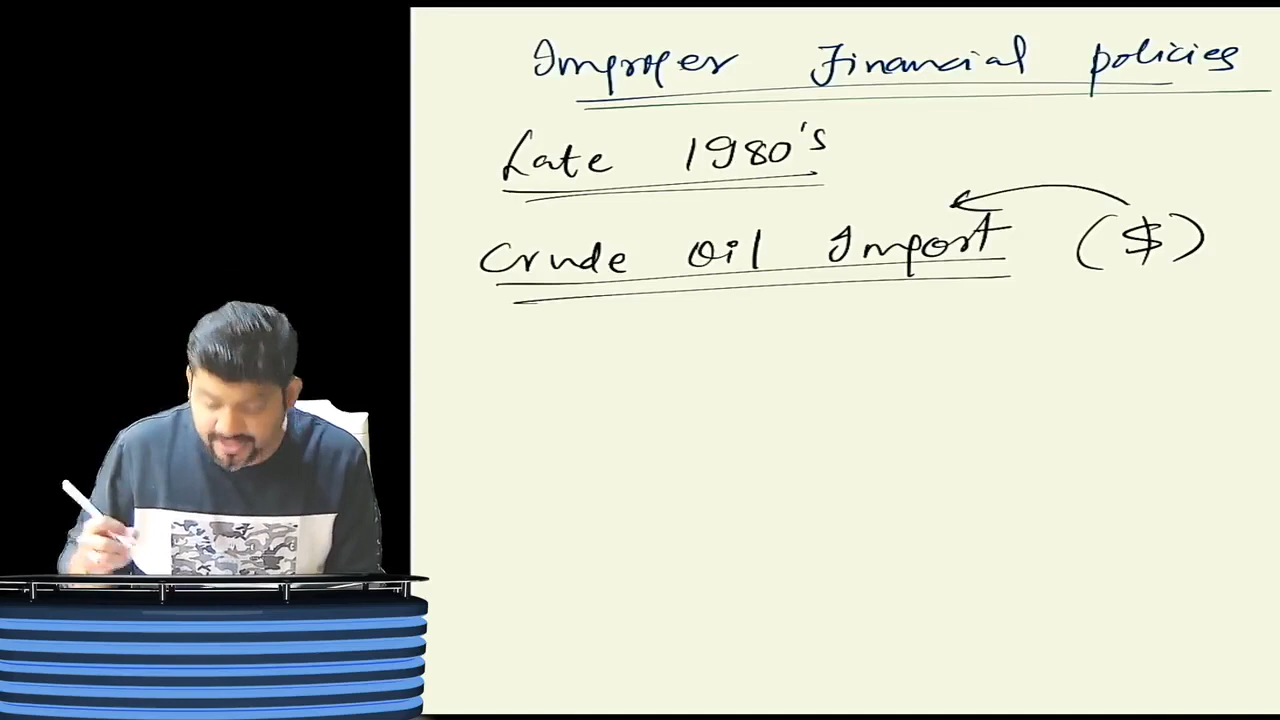 Improper Financial policies
Late 1980's
Crude Oil Import ($)